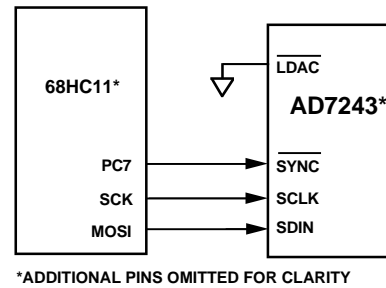 68HC11*
LDAC
AD7243*
PC7
SYNC
SCK
SCLK
MOSI
SDIN
*ADDITIONAL PINS OMITTED FOR CLARITY